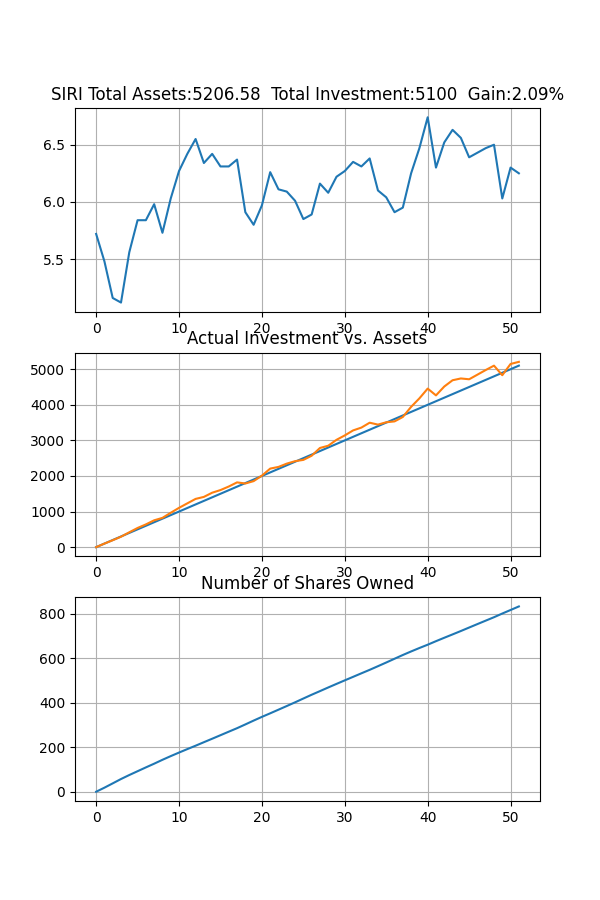 SIRI Total Assets:5206.58  Total Investment:5100  Gain:2.09%
6.5
6.0
5.5
0 10 20 30 40 50
Actual Investment vs. Assets
5000
4000
3000
2000
1000
0
0 10 20 30 40 50
Number of Shares Owned
800
600
400
200
0
0 10 20 30 40 50